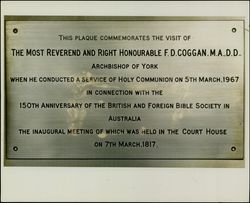 THIS PLAQUE COMMEMORATES THE VISIT OF
THE MOST REVEREND AND RIGHT HONOURABLE F.D.COGGAN.M.A.,D.D.,
ARCHBISHOP OF YORK
WHEN HE CONDUCTED A SERVICE OF HOLY COMMUNION ON 5TH MARCH, 1967
IN CONNECTION WITH THE
150TH ANNIVERSARY OF THE BRITISH AND FOREIGN BIBLE SOCIETY IN
AUSTRALIA
THE INAUGURAL MEETING OF WHICH WAS HELD IN THE COURT HOUSE
ON 7TH MARCH, 1817.